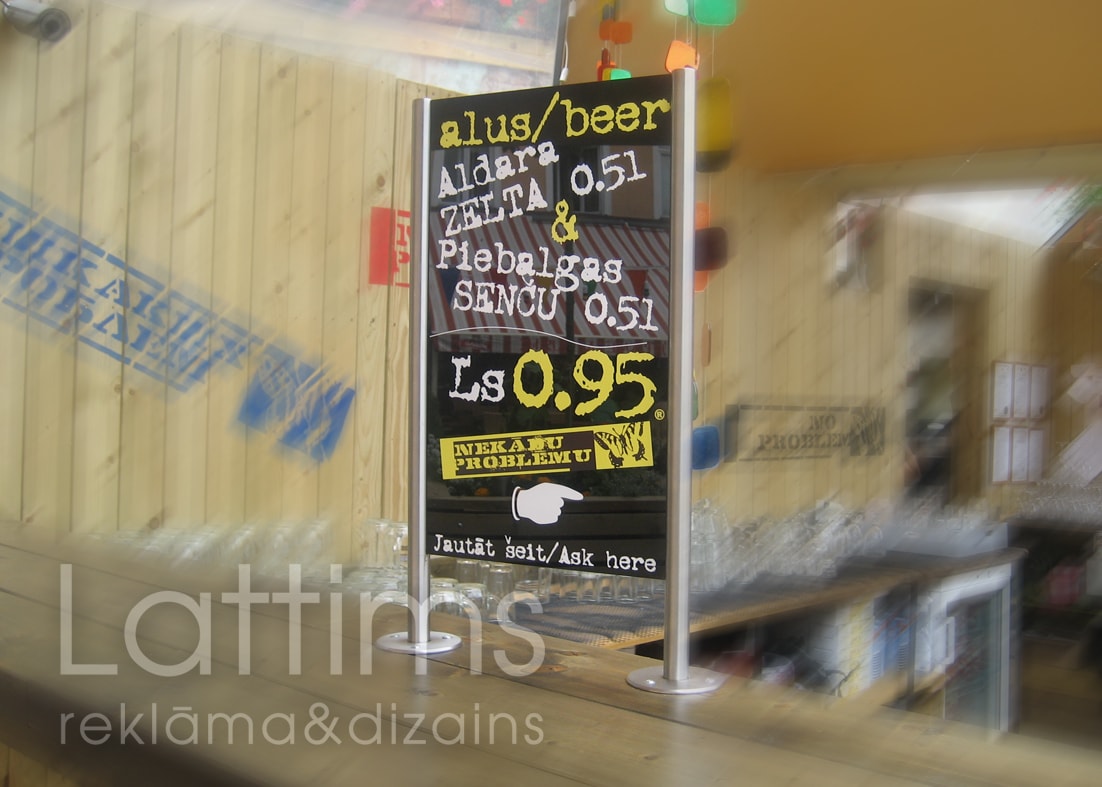 alus/beer
Aldara
ZELTA 0.5l
&
Piebalgas
SENČU 0.5l
Ls 0.95
®
NEKĀDU
PROBLĒMU
Jautāt šeit/Ask here
NO
PROBLEM
Lattims
reklāma&dizains